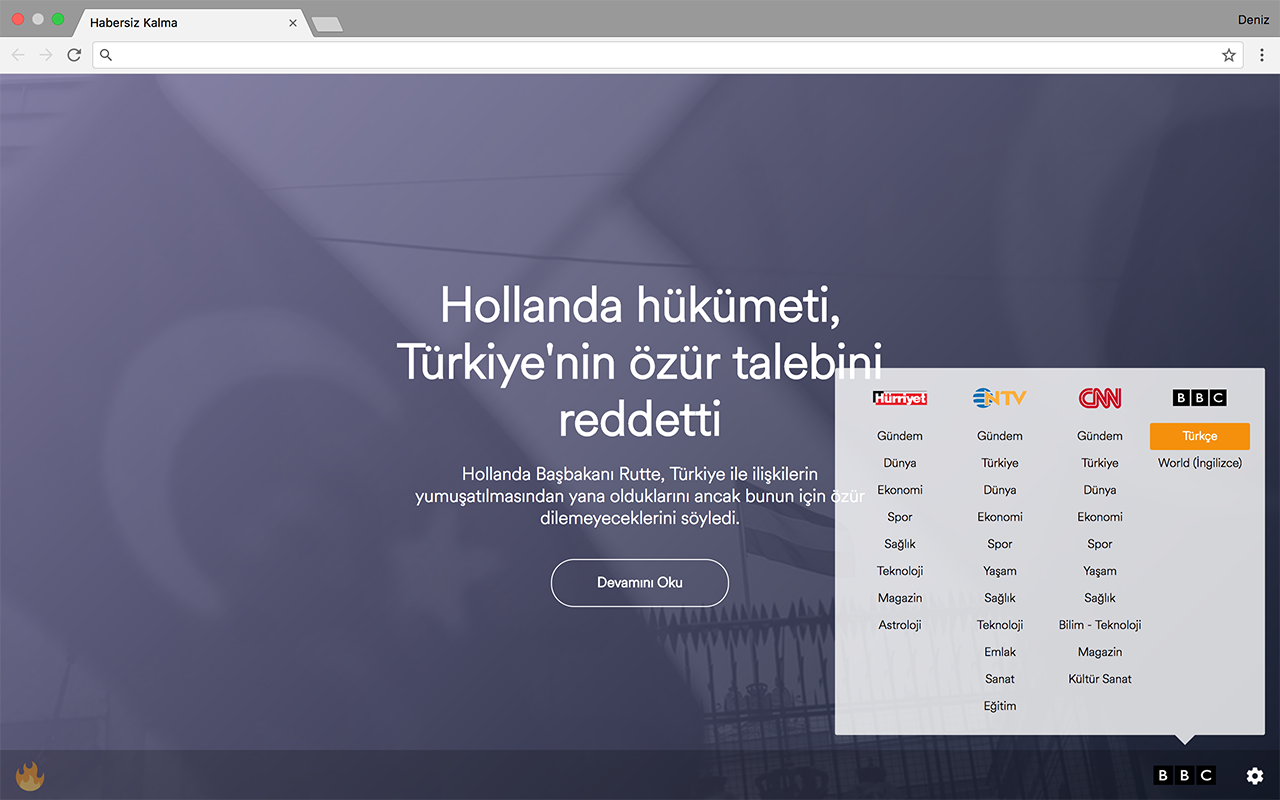 Habersiz Kalma
Deniz
Hollanda hükümeti,
Türkiye'nin özür talebini
reddetti
Hollanda Başbakanı Rutte, Türkiye ile ilişkilerin
yumuşatılmasından yana olduklarını ancak bunun için özür
dilemeyeceklerini söyledi.
Devamını Oku
Hürriyet
Gündem
Dünya
Ekonomi
Spor
Sağlık
Teknoloji
Magazin
Astroloji
NTV
Gündem
Türkiye
Dünya
Ekonomi
Spor
Yaşam
Sağlık
Teknoloji
Emlak
Sanat
Eğitim
CNN
Gündem
Türkiye
Dünya
Ekonomi
Spor
Yaşam
Sağlık
Bilim - Teknoloji
Magazin
Kültür Sanat
BBC
Türkçe
World (İngilizce)
BBC